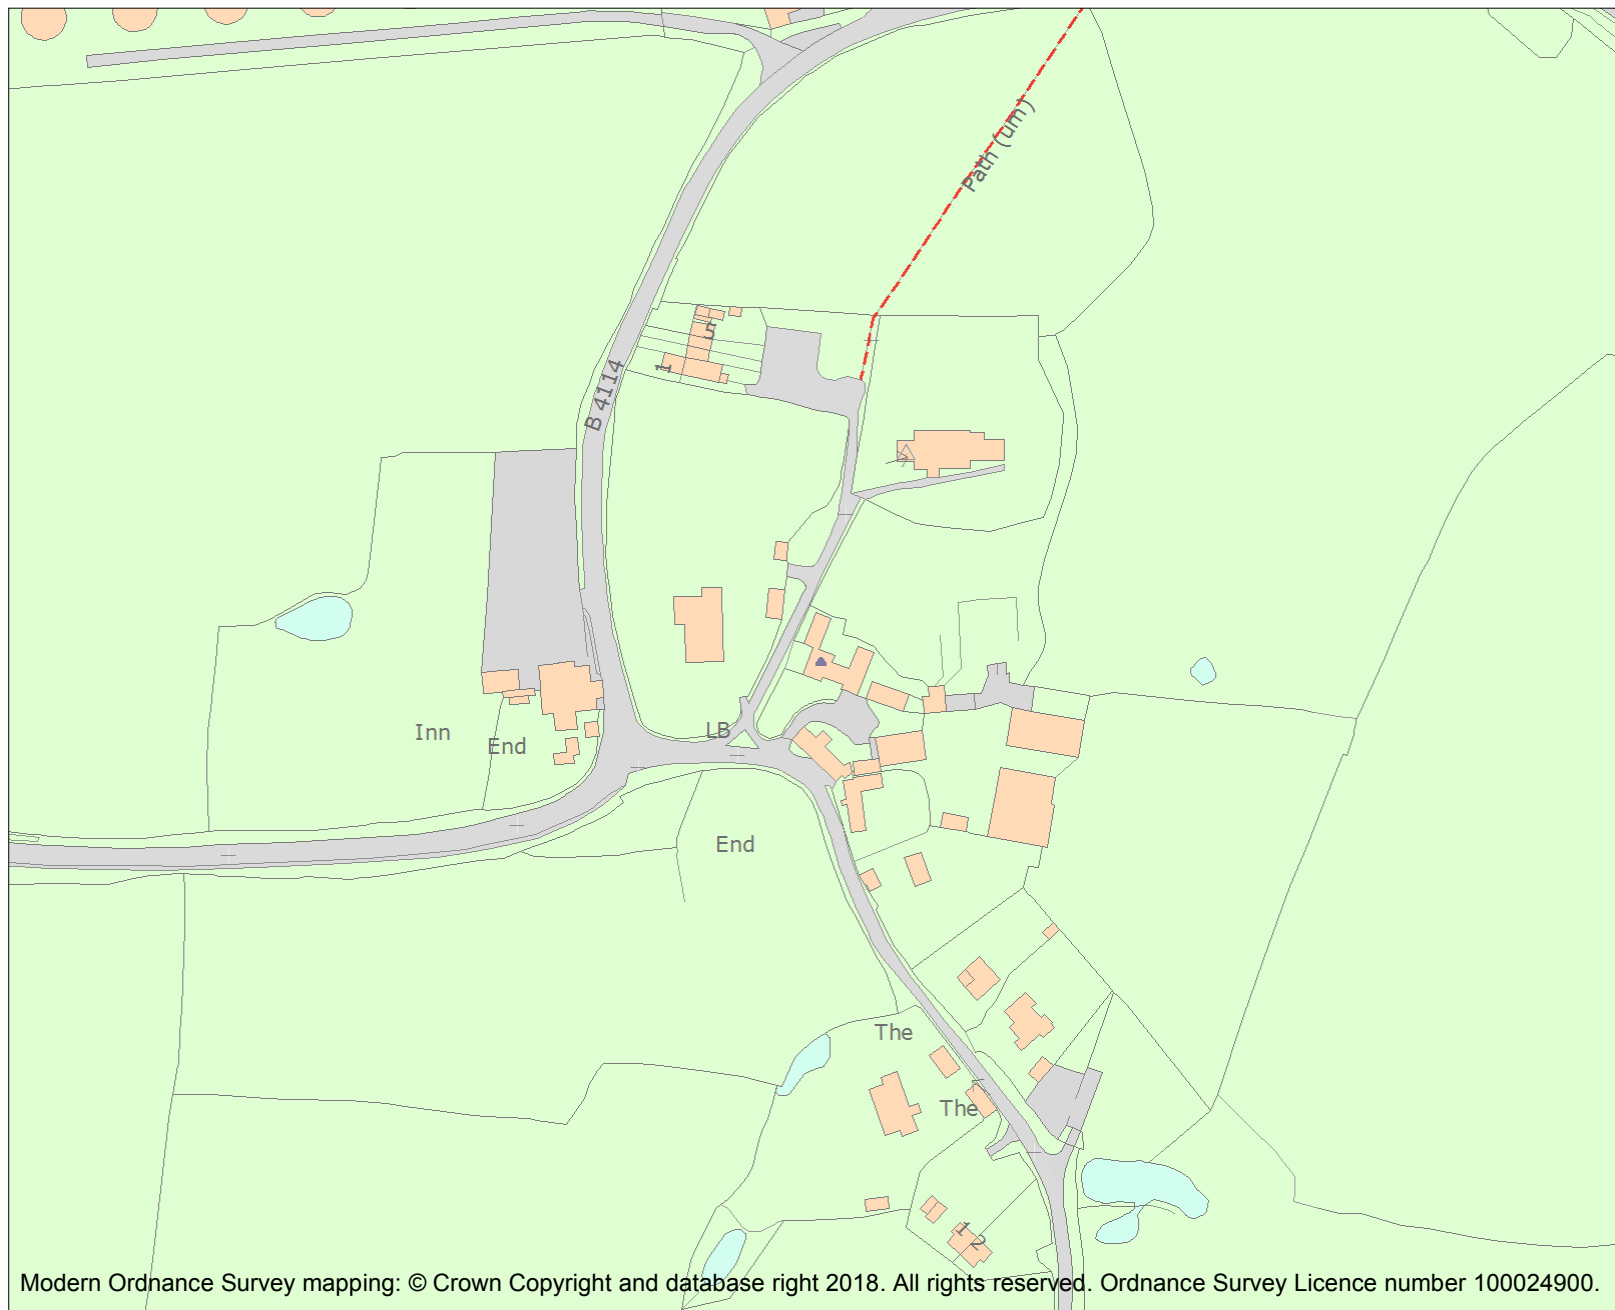 Path (um)
5
1
B 4114
LB
Inn
End
End
The
The
1
2
Modern Ordnance Survey mapping: © Crown Copyright and database right 2018. All rights reserved. Ordnance Survey Licence number 100024900.